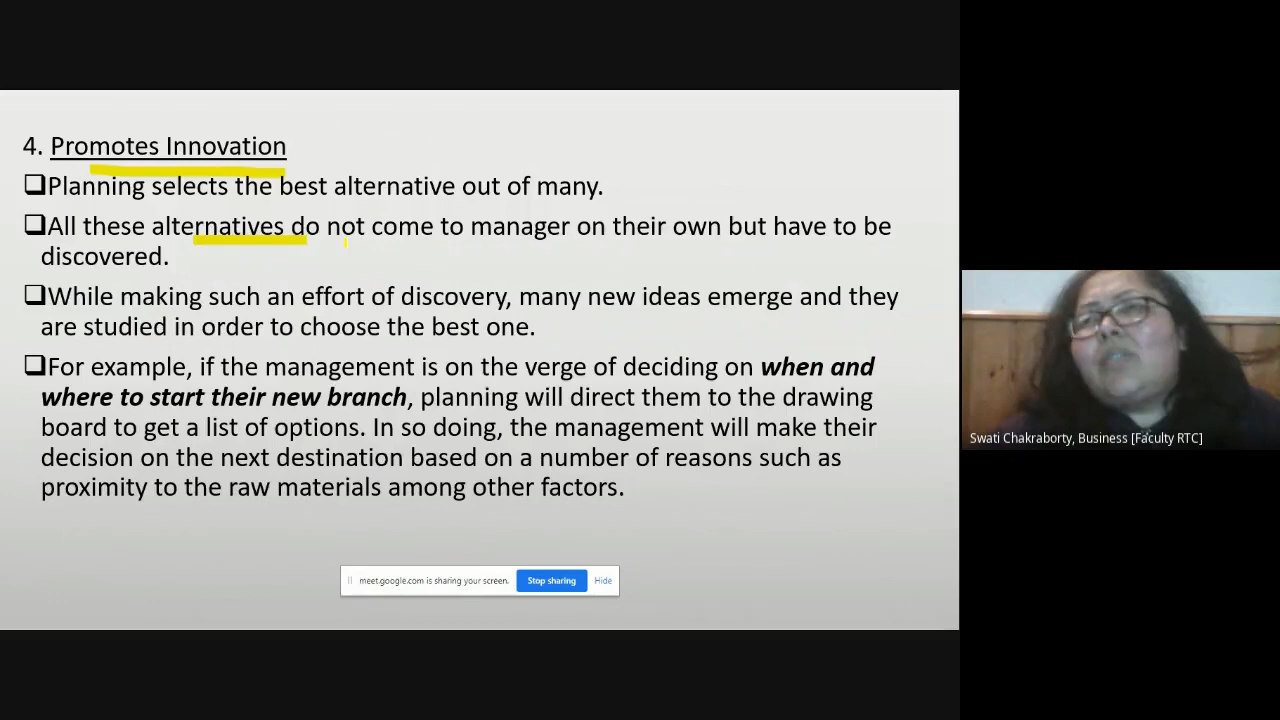 4. Promotes Innovation
❑Planning selects the best alternative out of many.
❑All these alternatives do not come to manager on their own but have to be
discovered.
❑While making such an effort of discovery, many new ideas emerge and they
are studied in order to choose the best one.
❑For example, if the management is on the verge of deciding on when and
where to start their new branch, planning will direct them to the drawing
board to get a list of options. In so doing, the management will make their
decision on the next destination based on a number of reasons such as
proximity to the raw materials among other factors.
meet.google.com is sharing your screen. Stop sharing Hide
Swati Chakraborty, Business [Faculty RTC]